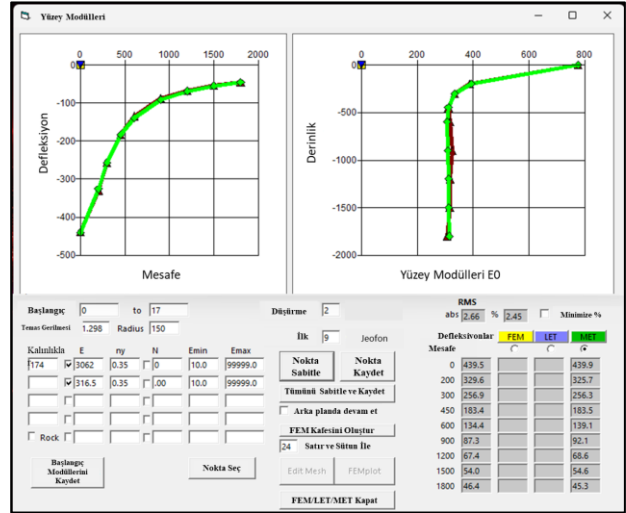 Yüzey Modülleri
0 500 1000 1500 2000
0
-100
-200
-300
-400
-500
Defleksiyon
Mesafe
0 200 400 600 800
0
-500
-1000
-1500
-2000
Derinlik
Yüzey Modülleri E0
Başlangıç 0 to 17
Temas Gerilmesi 1.298 Radius 150
Kalınlıkla E ny N Emin Emax
174 3062 0.35 0 10.0 99999.0
316.5 0.35 .00 10.0 99999.0
Rock
Başlangıç
Modüllerini
Kaydet
Nokta Seç
Düşürme 2
İlk 9 Jeofon
Nokta
Sabitle
Nokta
Kaydet
Tümünü Sabitle ve Kaydet
Arka planda devam et
FEM Kafesini Oluştur
24 Satır ve Sütun İle
Edit Mesh FEMplot
FEM/LET/MET Kapat
RMS
abs 2.66 % 2.45 Minimize %
Defleksiyonlar FEM LET MET
Mesafe
0 439.5 439.9
200 329.6 325.7
300 256.9 256.3
450 183.4 183.5
600 134.4 139.1
900 87.3 92.1
1200 67.4 68.6
1500 54.0 54.6
1800 46.4 45.3